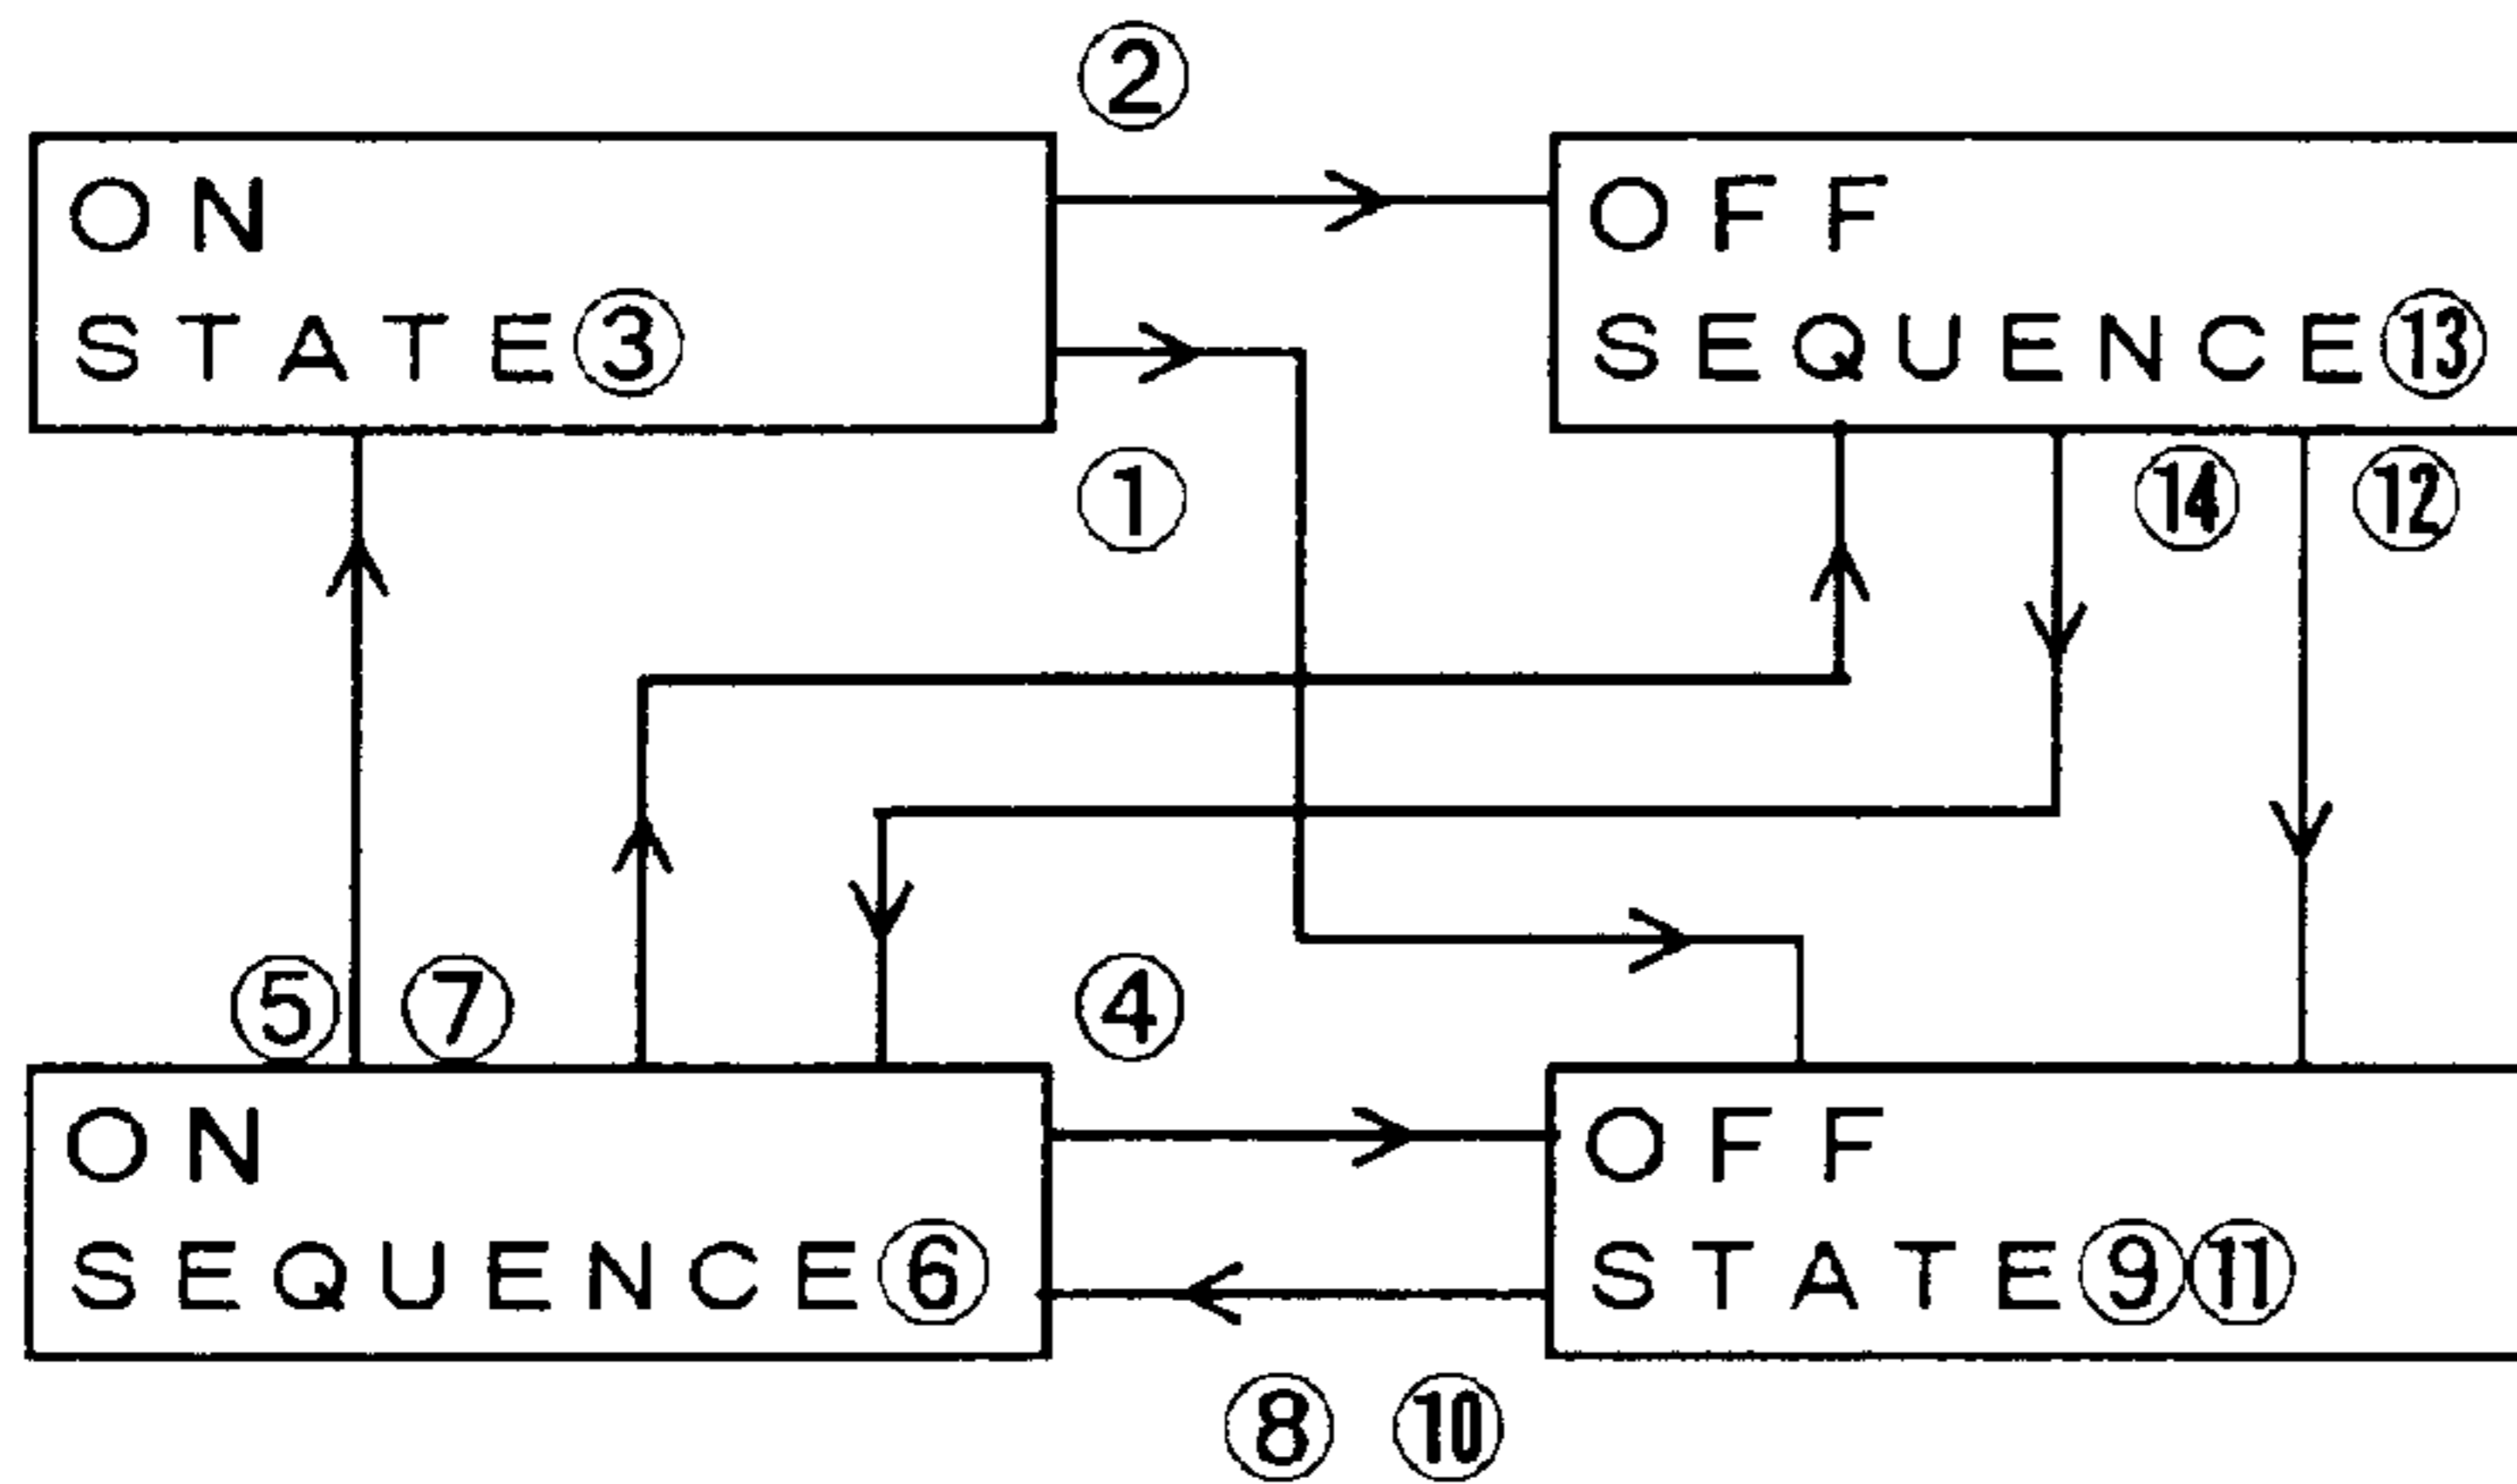 ②
ON
STATE③
OFF
SEQUENCE⑬
①
⑭
⑫
⑤
⑦
④
ON
SEQUENCE⑥
OFF
STATE⑨⑪
⑧
⑩